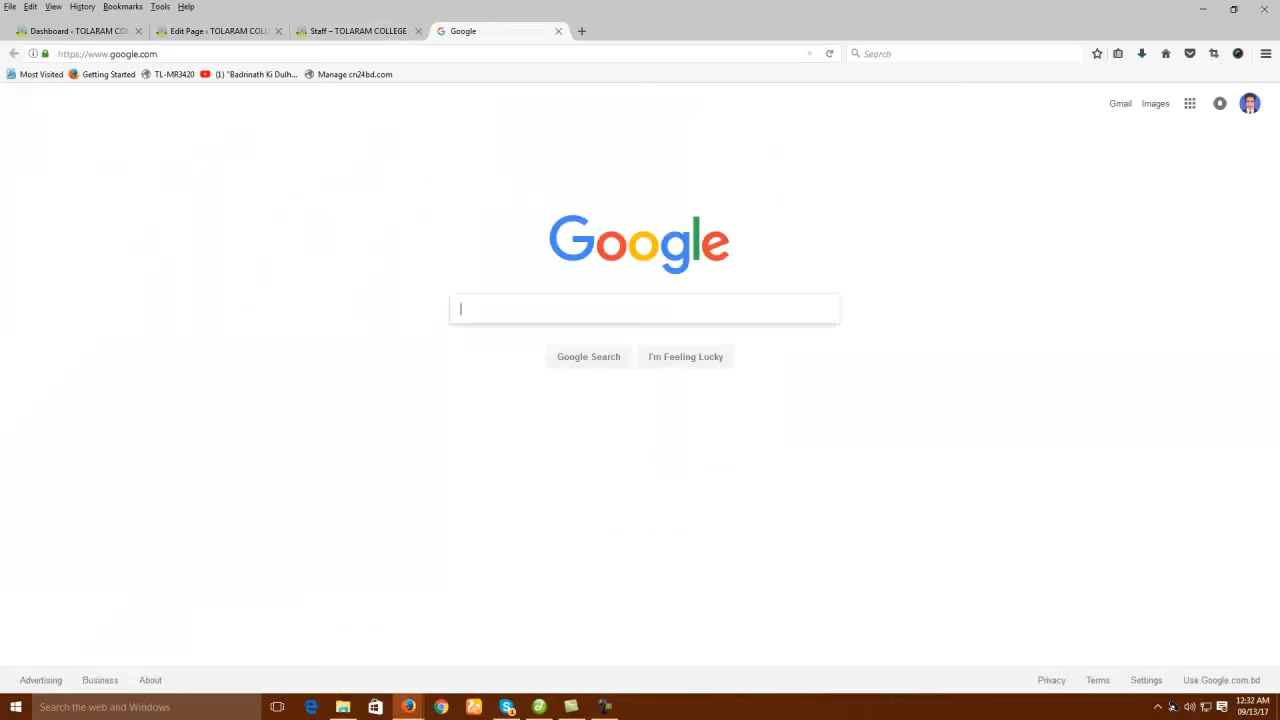 File Edit View History Bookmarks Tools Help
Dashboard ‹ TOLARAM COL
Edit Page ‹ TOLARAM COLL
Staff – TOLARAM COLLEGE
Google
https://www.google.com
Search
Most Visited Getting Started TL-MR3420 (1) "Badrinath Ki Dulh... Manage cn24bd.com
Gmail Images
Google
Google Search I'm Feeling Lucky
Advertising Business About Privacy Terms Settings Use Google.com.bd
Search the web and Windows
12:32 AM
09/13/17